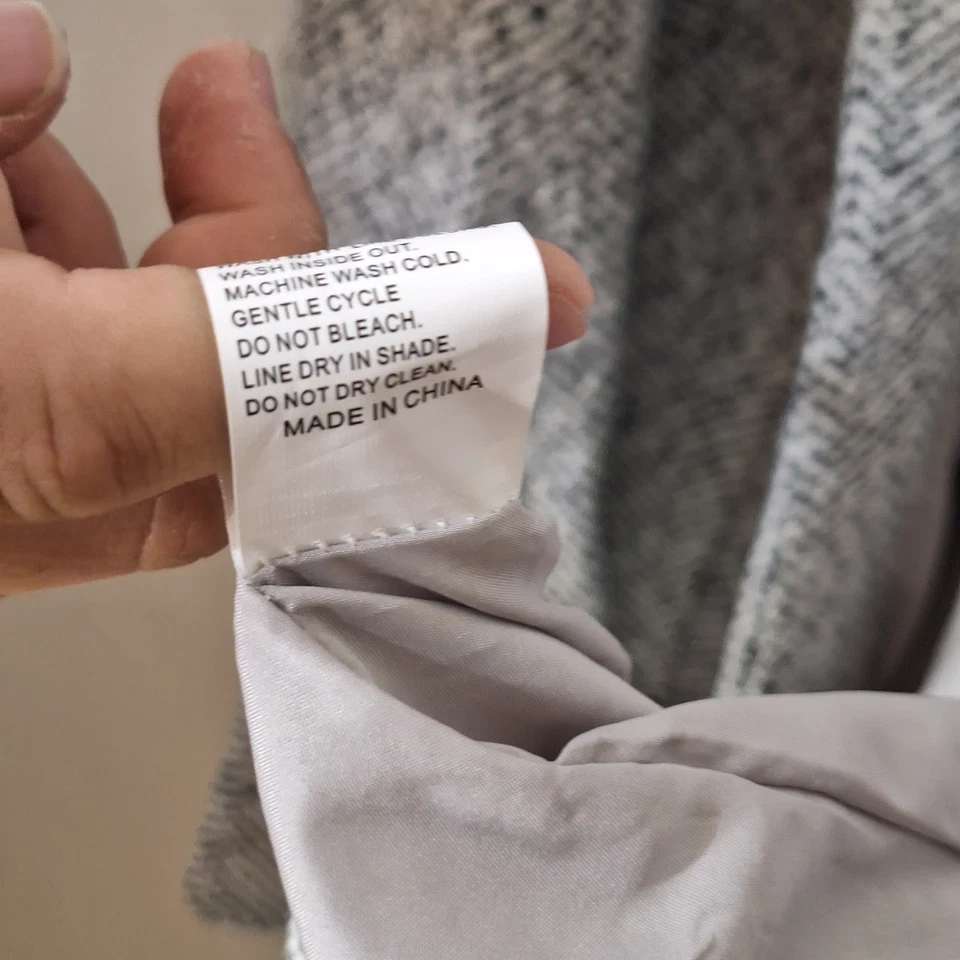 WASH INSIDE OUT.
MACHINE WASH COLD.
GENTLE CYCLE
DO NOT BLEACH.
LINE DRY IN SHADE.
DO NOT DRY CLEAN.
MADE IN CHINA